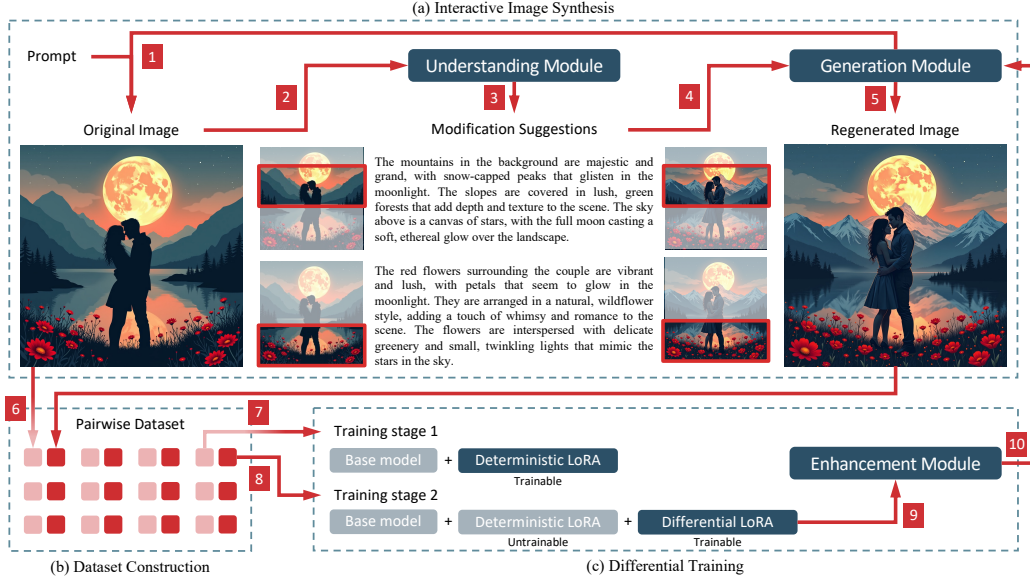 (a) Interactive Image Synthesis
Prompt
1
2
Understanding Module
3
4
Generation Module
5
Original Image
Modification Suggestions
Regenerated Image
The mountains in the background are majestic and
grand, with snow-capped peaks that glisten in the
moonlight. The slopes are covered in lush, green
forests that add depth and texture to the scene. The sky
above is a canvas of stars, with the full moon casting a
soft, ethereal glow over the landscape.
The red flowers surrounding the couple are vibrant
and lush, with petals that seem to glow in the
moonlight. They are arranged in a natural, wildflower
style, adding a touch of whimsy and romance to the
scene. The flowers are interspersed with delicate
greenery and small, twinkling lights that mimic the
stars in the sky.
6
Pairwise Dataset
7
8
Training stage 1
Base model + Deterministic LoRA
Trainable
Training stage 2
Base model + Deterministic LoRA + Differential LoRA
Untrainable
Trainable
Enhancement Module
9
10
(b) Dataset Construction
(c) Differential Training